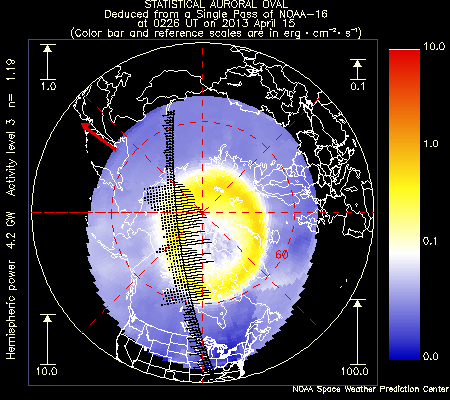 STATISTICAL AURORAL OVAL
Deduced from a Single Pass of NOAA-16
at 0226 UT on 2013 April 15
(Color bar and reference scales are in erg · cm⁻² · s⁻¹)
Hemispheric power 4.2 GW Activity level 3 n= 1.19
1.0
0.1
10.0
100.0
60
10.0
1.0
0.1
0.0
NOAA Space Weather Prediction Center